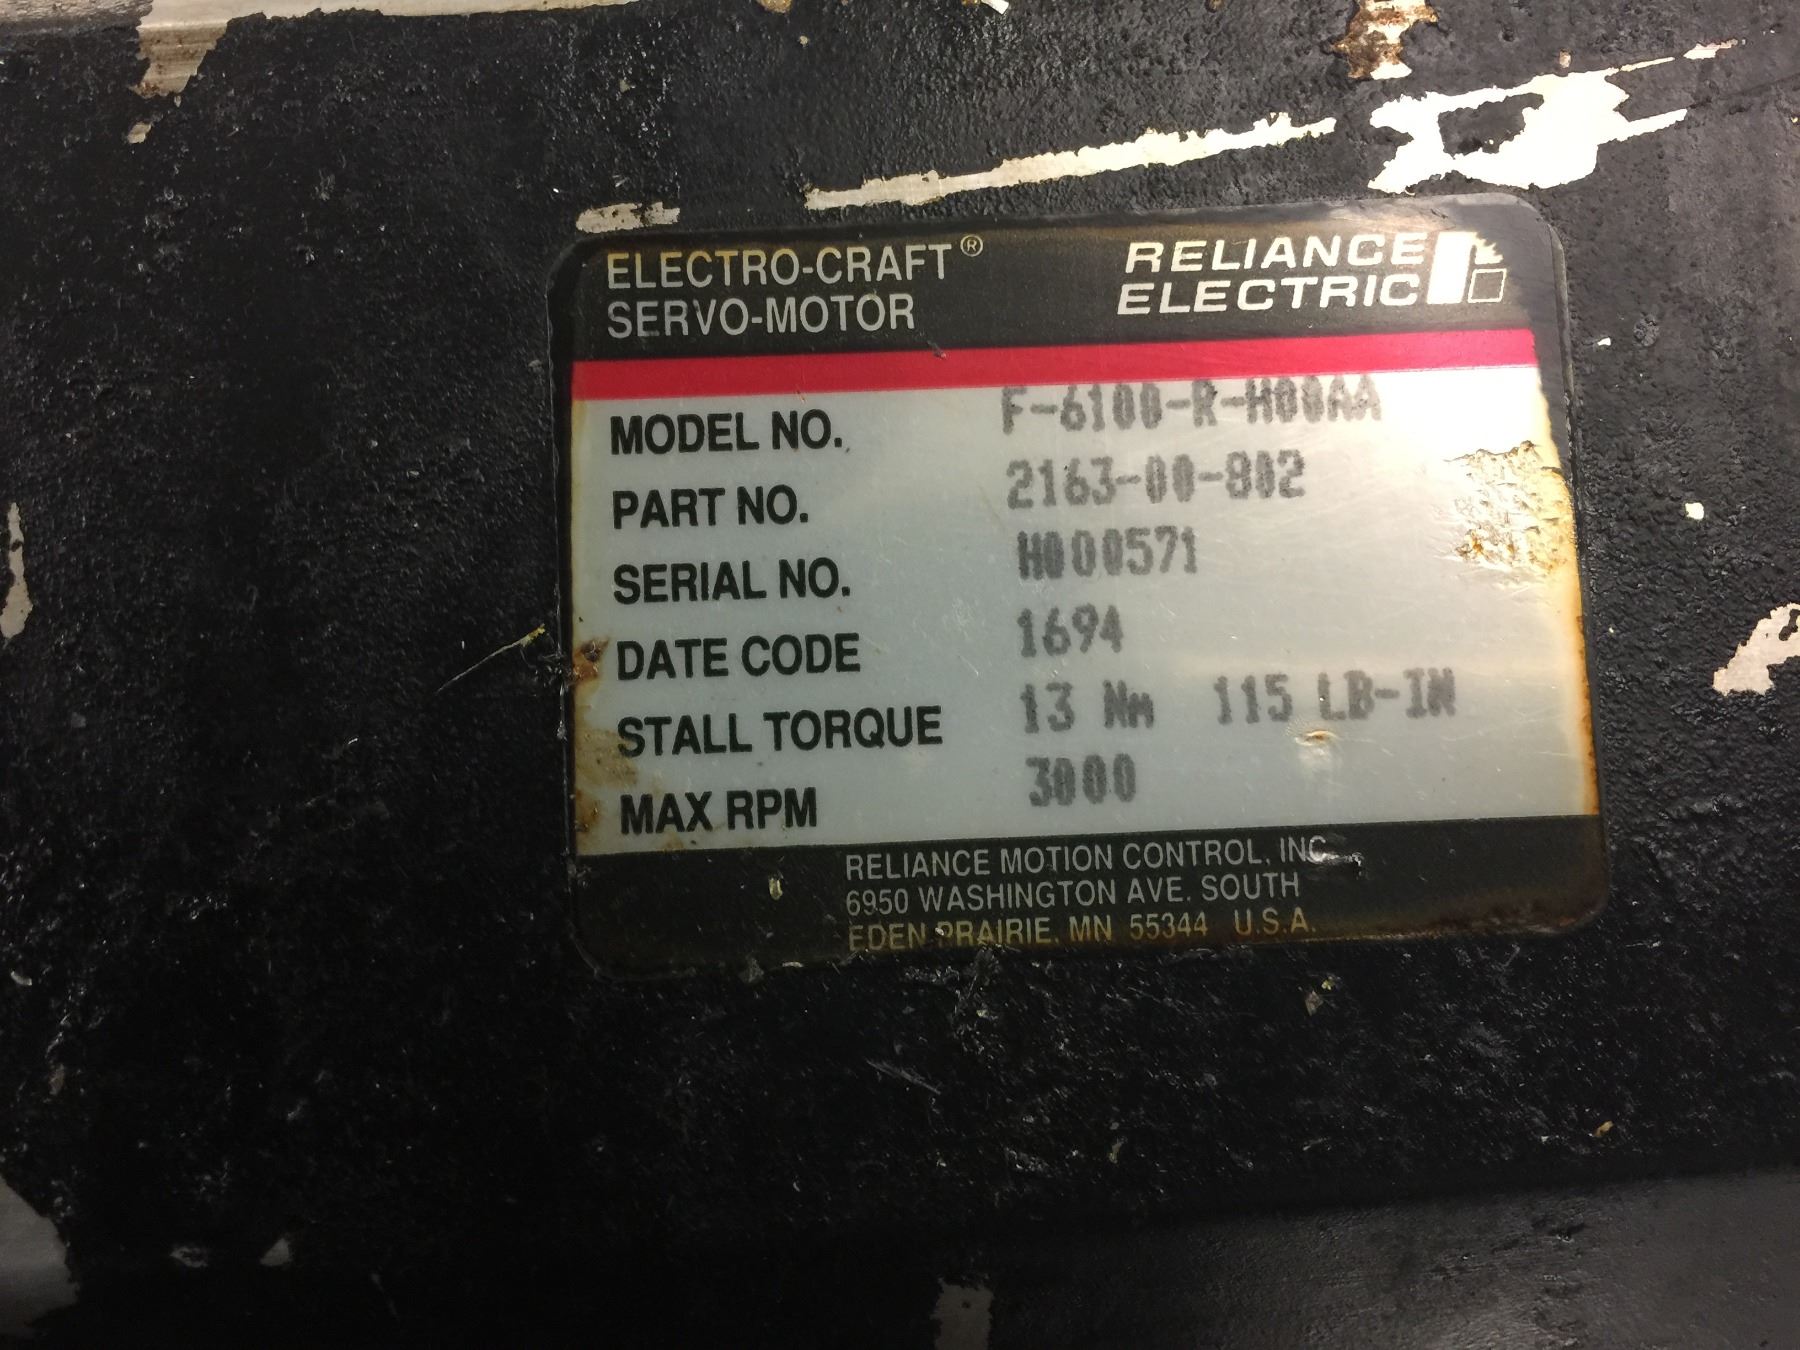 ELECTRO-CRAFT®
SERVO-MOTOR
RELIANCE
ELECTRIC
MODEL NO. F-6100-R-H00AA
PART NO. 2163-00-802
SERIAL NO. H000571
DATE CODE 1694
STALL TORQUE 13 Nm 115 LB-IN
MAX RPM 3000
RELIANCE MOTION CONTROL, INC.
6950 WASHINGTON AVE. SOUTH
EDEN PRAIRIE, MN 55344 U.S.A.